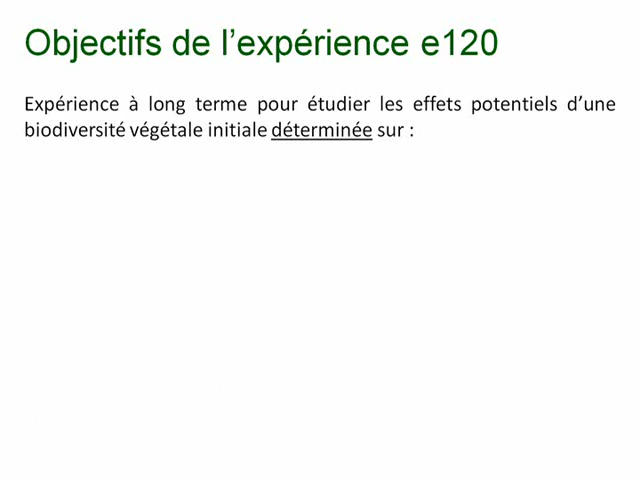 Objectifs de l’expérience e120
Expérience à long terme pour étudier les effets potentiels d’une
biodiversité végétale initiale déterminée sur :